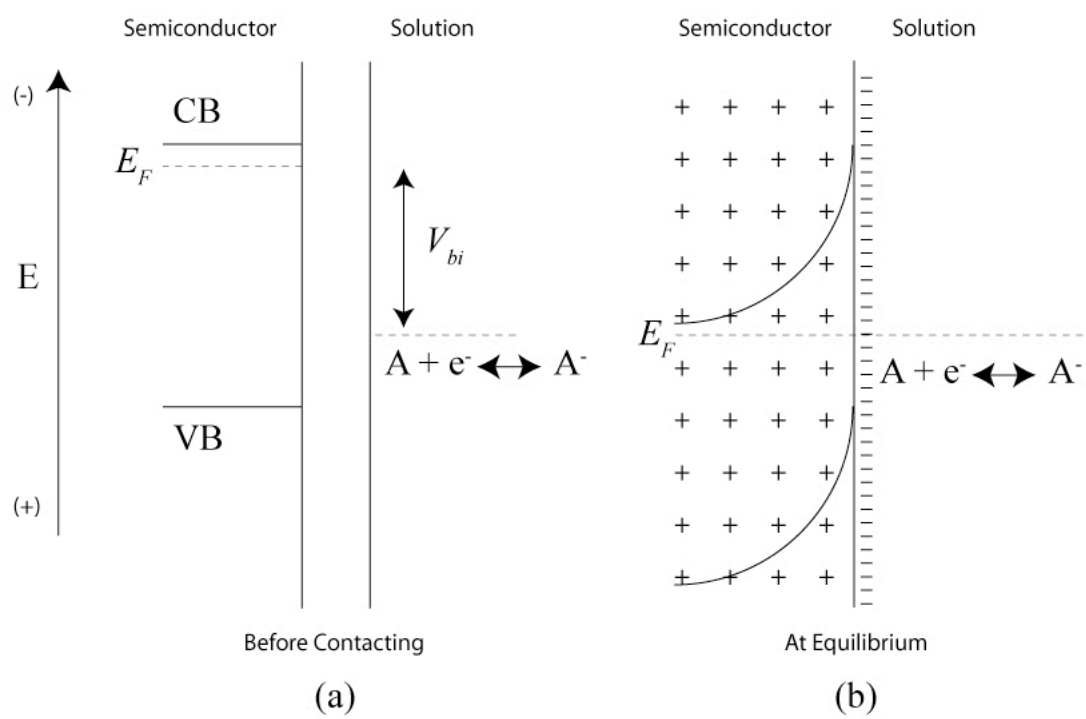 Semiconductor Solution
(-)
CB
E_F
E
V_bi
A + e⁻ ↔ A⁻
VB
(+)
Before Contacting
(a)
Semiconductor Solution
E_F
A + e⁻ ↔ A⁻
At Equilibrium
(b)